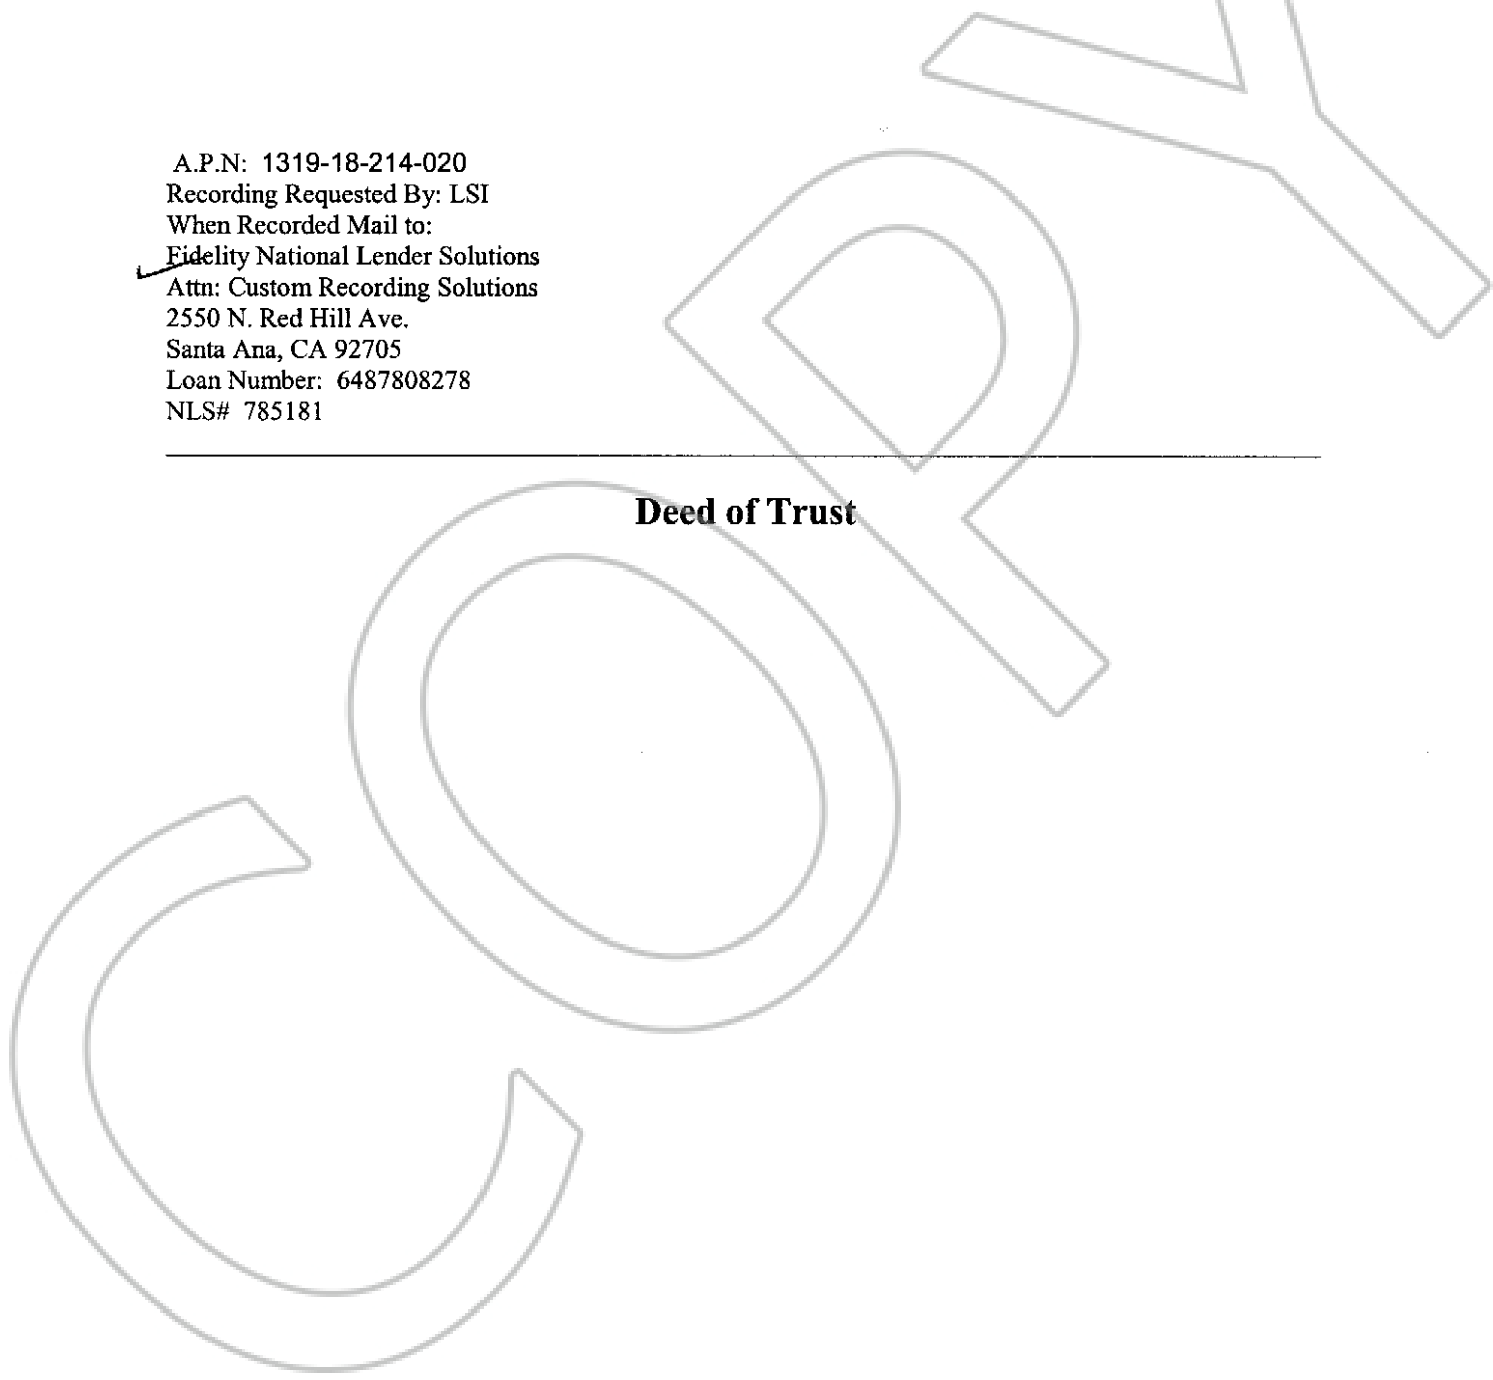 A.P.N: 1319-18-214-020
Recording Requested By: LSI
When Recorded Mail to:
Fidelity National Lender Solutions
Attn: Custom Recording Solutions
2550 N. Red Hill Ave.
Santa Ana, CA 92705
Loan Number: 6487808278
NLS# 785181
Deed of Trust
COPY